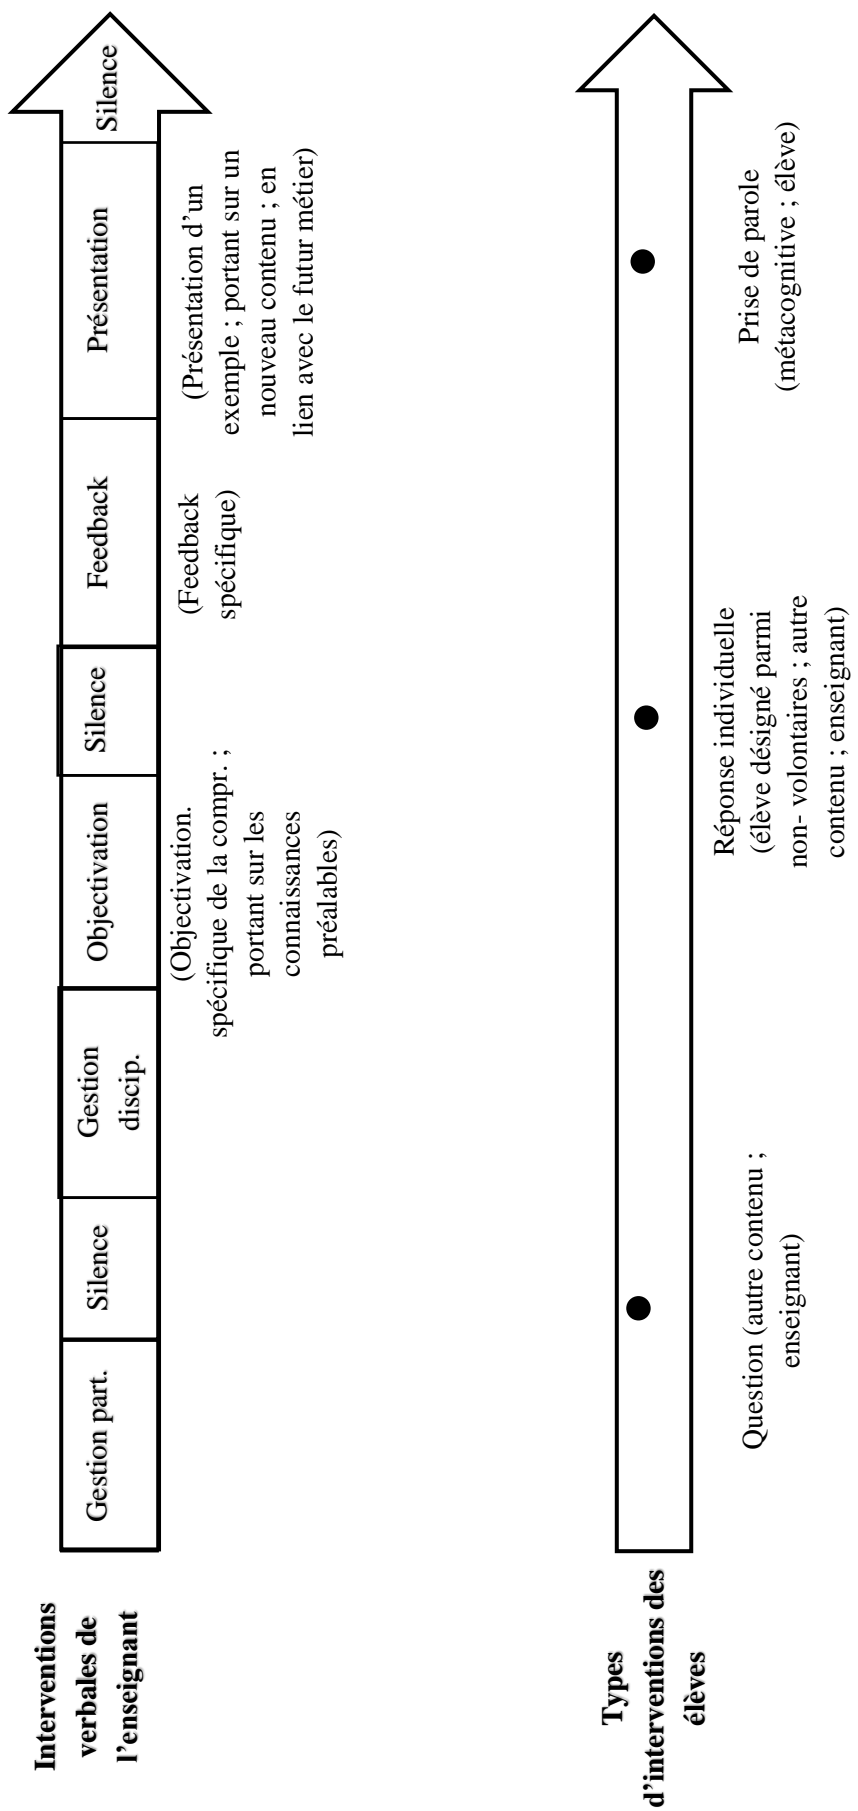 Interventions
verbales de
l’enseignant
Gestion part.
Silence
Gestion
discip.
Objectivation
Silence
Feedback
Présentation
Silence
(Objectivation.
spécifique de la compr. ;
portant sur les
connaissances
préalables)
(Feedback
spécifique)
(Présentation d’un
exemple ; portant sur un
nouveau contenu ; en
lien avec le futur métier)
Types
d’interventions des
élèves
Question (autre contenu ;
enseignant)
Réponse individuelle
(élève désigné parmi
non- volontaires ; autre
contenu ; enseignant)
Prise de parole
(métacognitive ; élève)